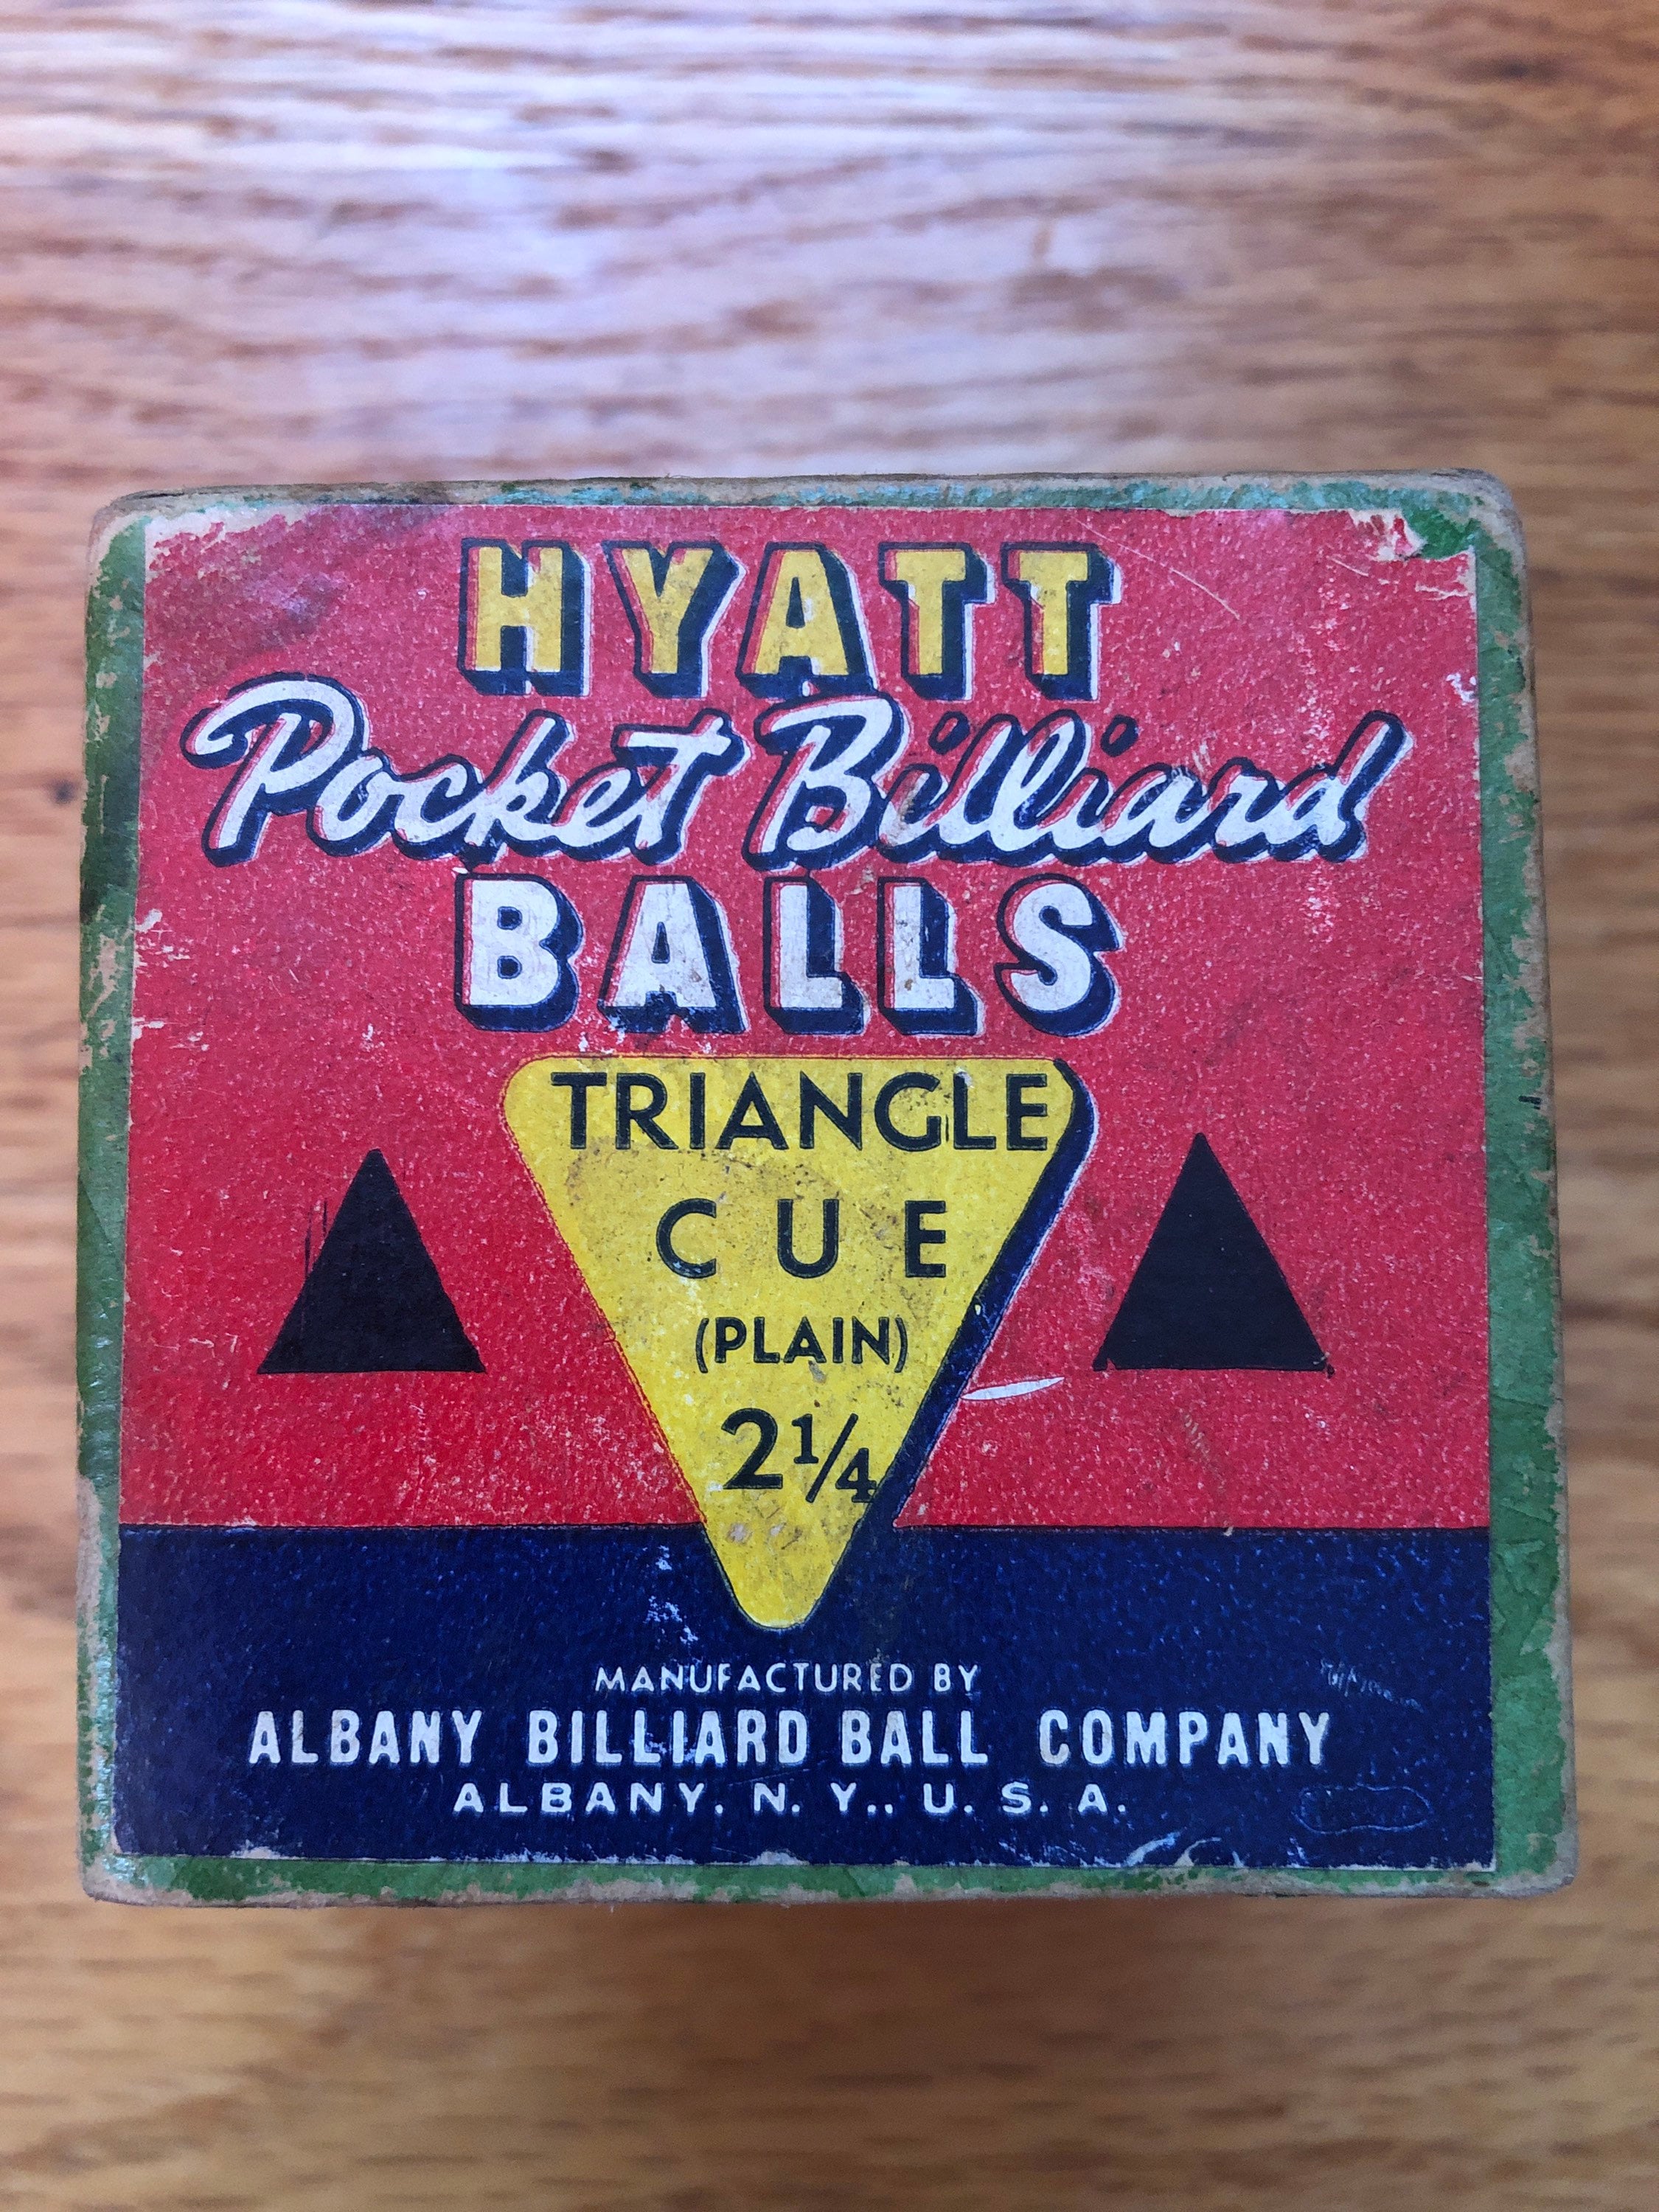 HYATT
Pocket Billiard
BALLS
TRIANGLE
CUE
(PLAIN)
2¼
MANUFACTURED BY
ALBANY BILLIARD BALL COMPANY
ALBANY. N. Y.. U. S. A.